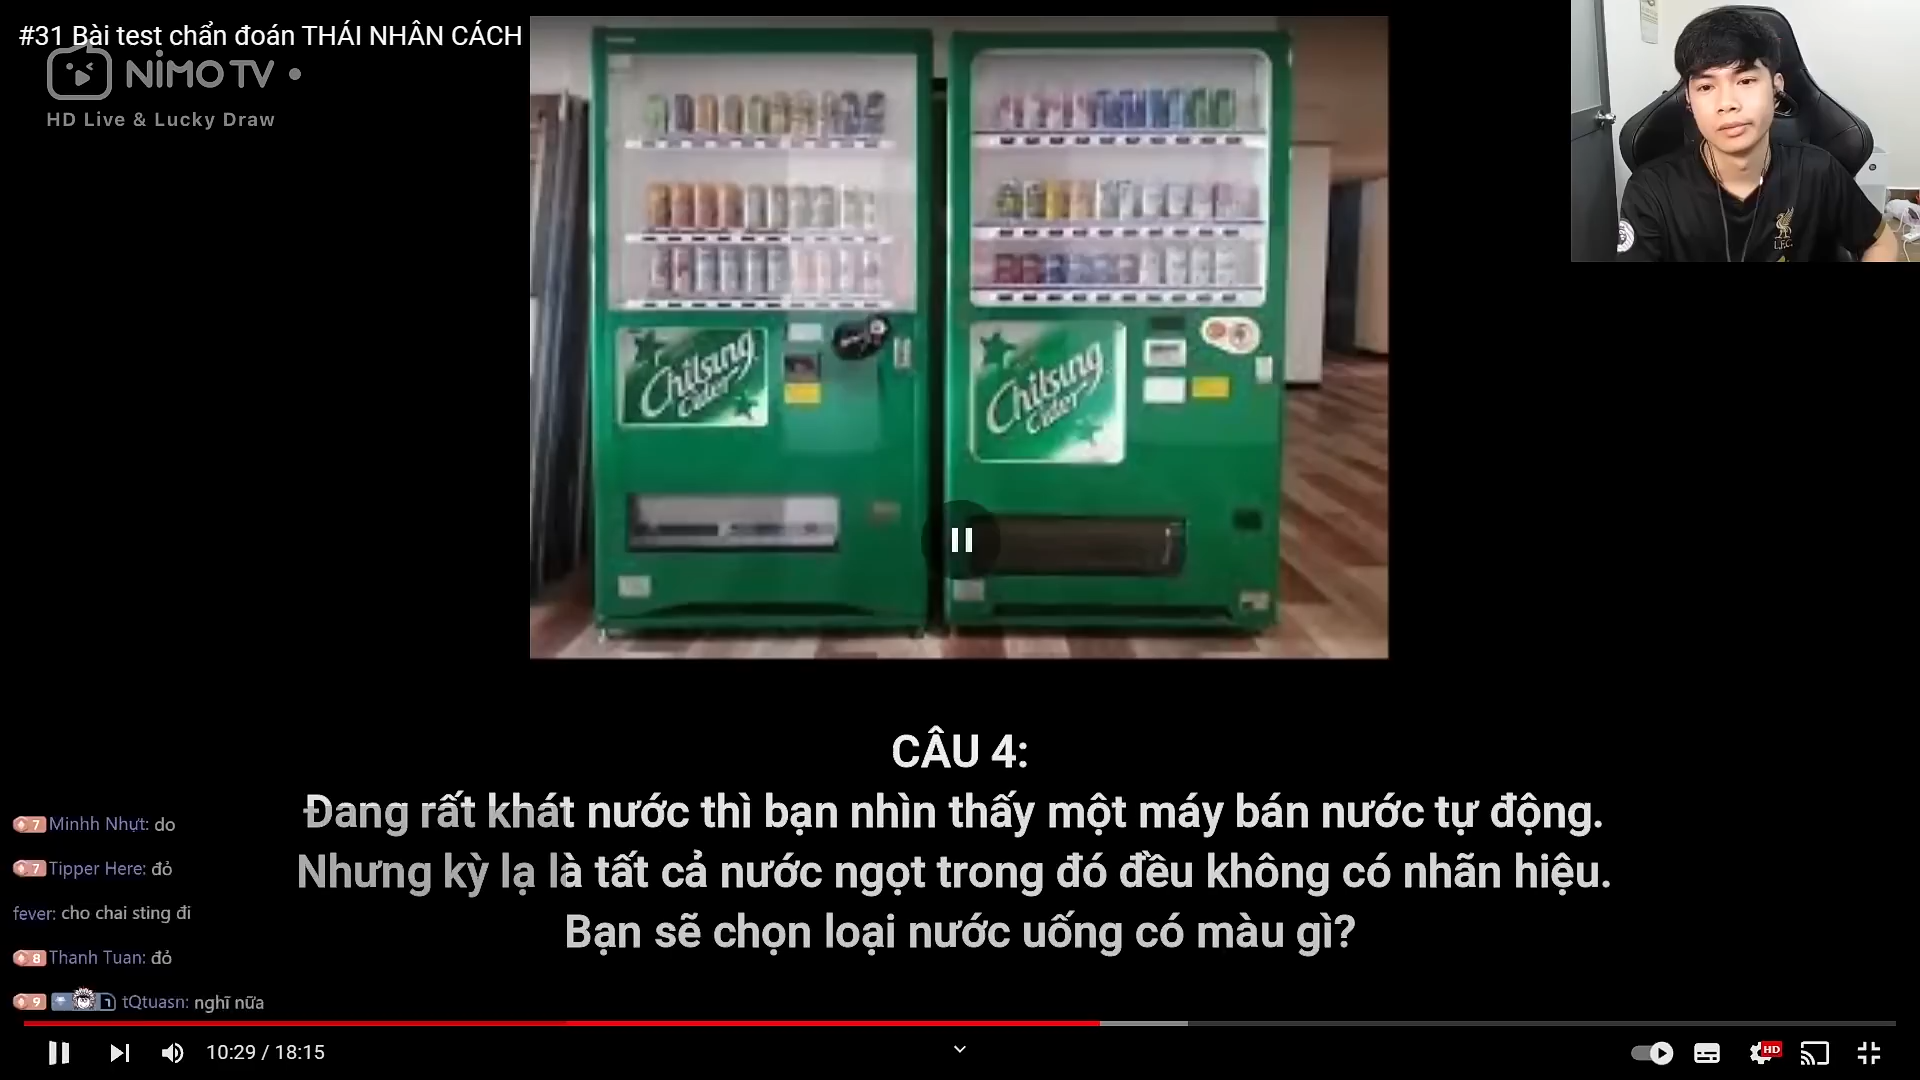 #31 Bài test chẩn đoán THÁI NHÂN CÁCH
NIMO TV
HD Live & Lucky Draw
L.F.C.
Chilsung
Cider
Chilsung
Cider
CÂU 4:
Đang rất khát nước thì bạn nhìn thấy một máy bán nước tự động.
Nhưng kỳ lạ là tất cả nước ngọt trong đó đều không có nhãn hiệu.
Bạn sẽ chọn loại nước uống có màu gì?
7 Minhh Nhựt: do
7 Tipper Here: đỏ
fever: cho chai sting đi
8 Thanh Tuan: đỏ
9 tQtuasn: nghĩ nữa
10:29 / 18:15
HD